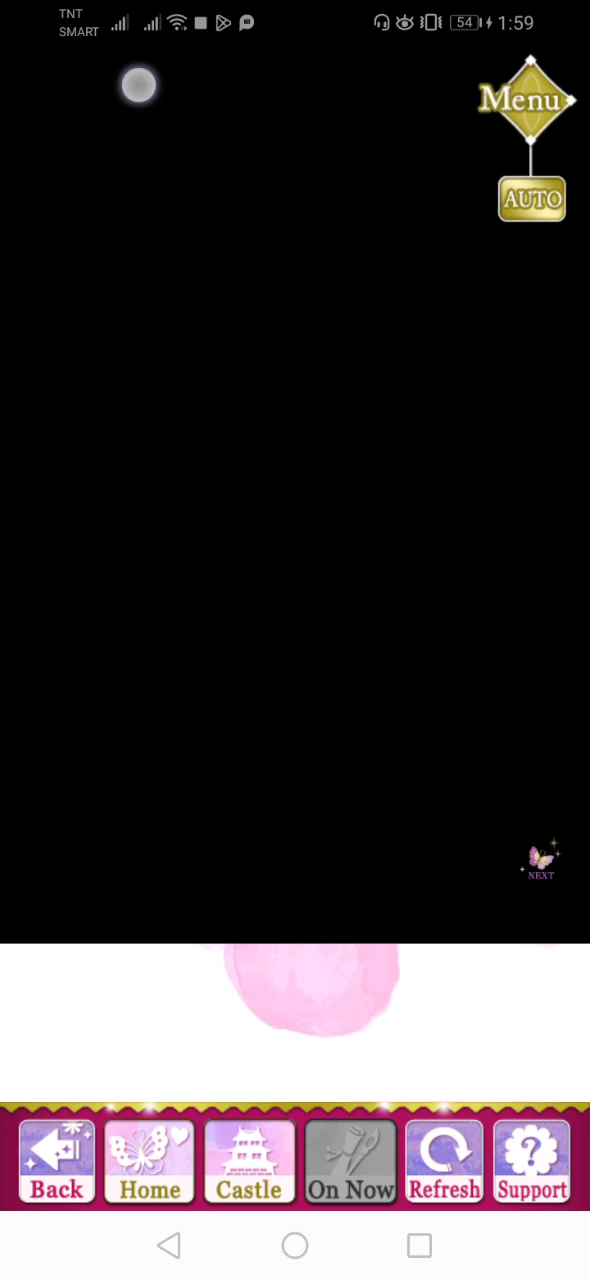 TNT
SMART
54
1:59
Menu
AUTO
NEXT
Back
Home
Castle
On Now
Refresh
Support